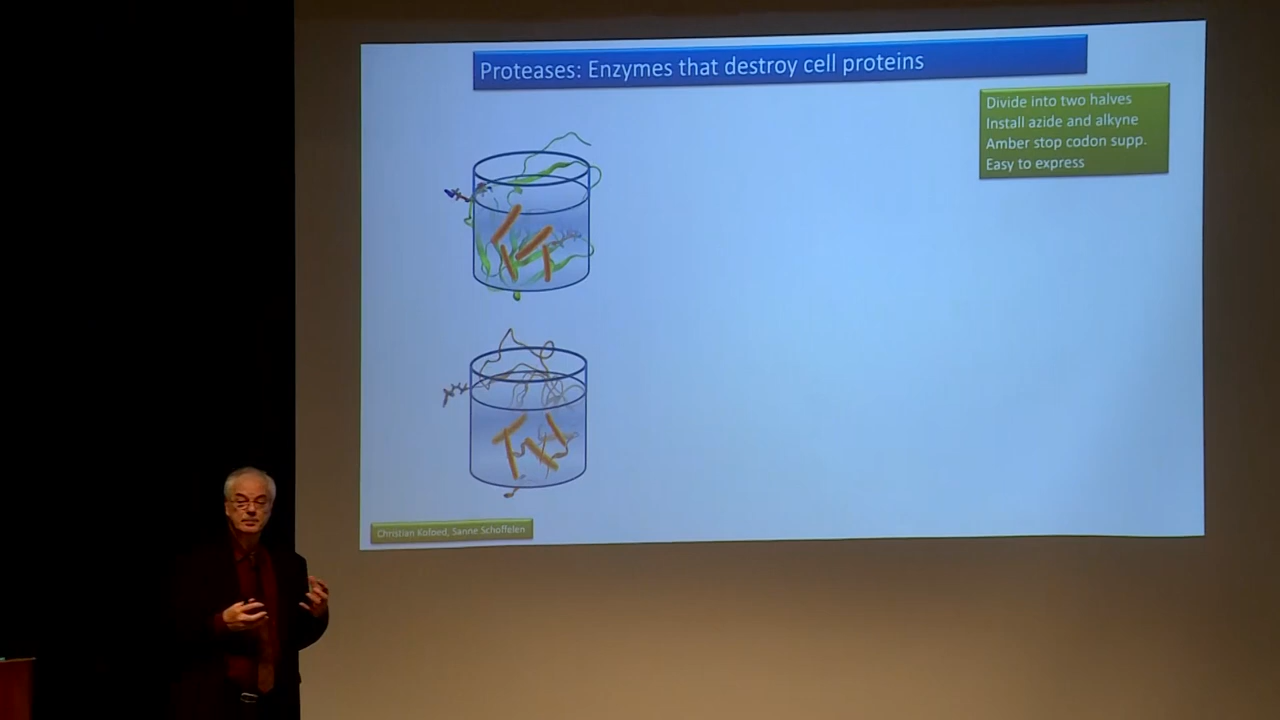 Proteases: Enzymes that destroy cell proteins
Divide into two halves
Install azide and alkyne
Amber stop codon supp.
Easy to express
Christian Kofoed, Sanne Schoffelen